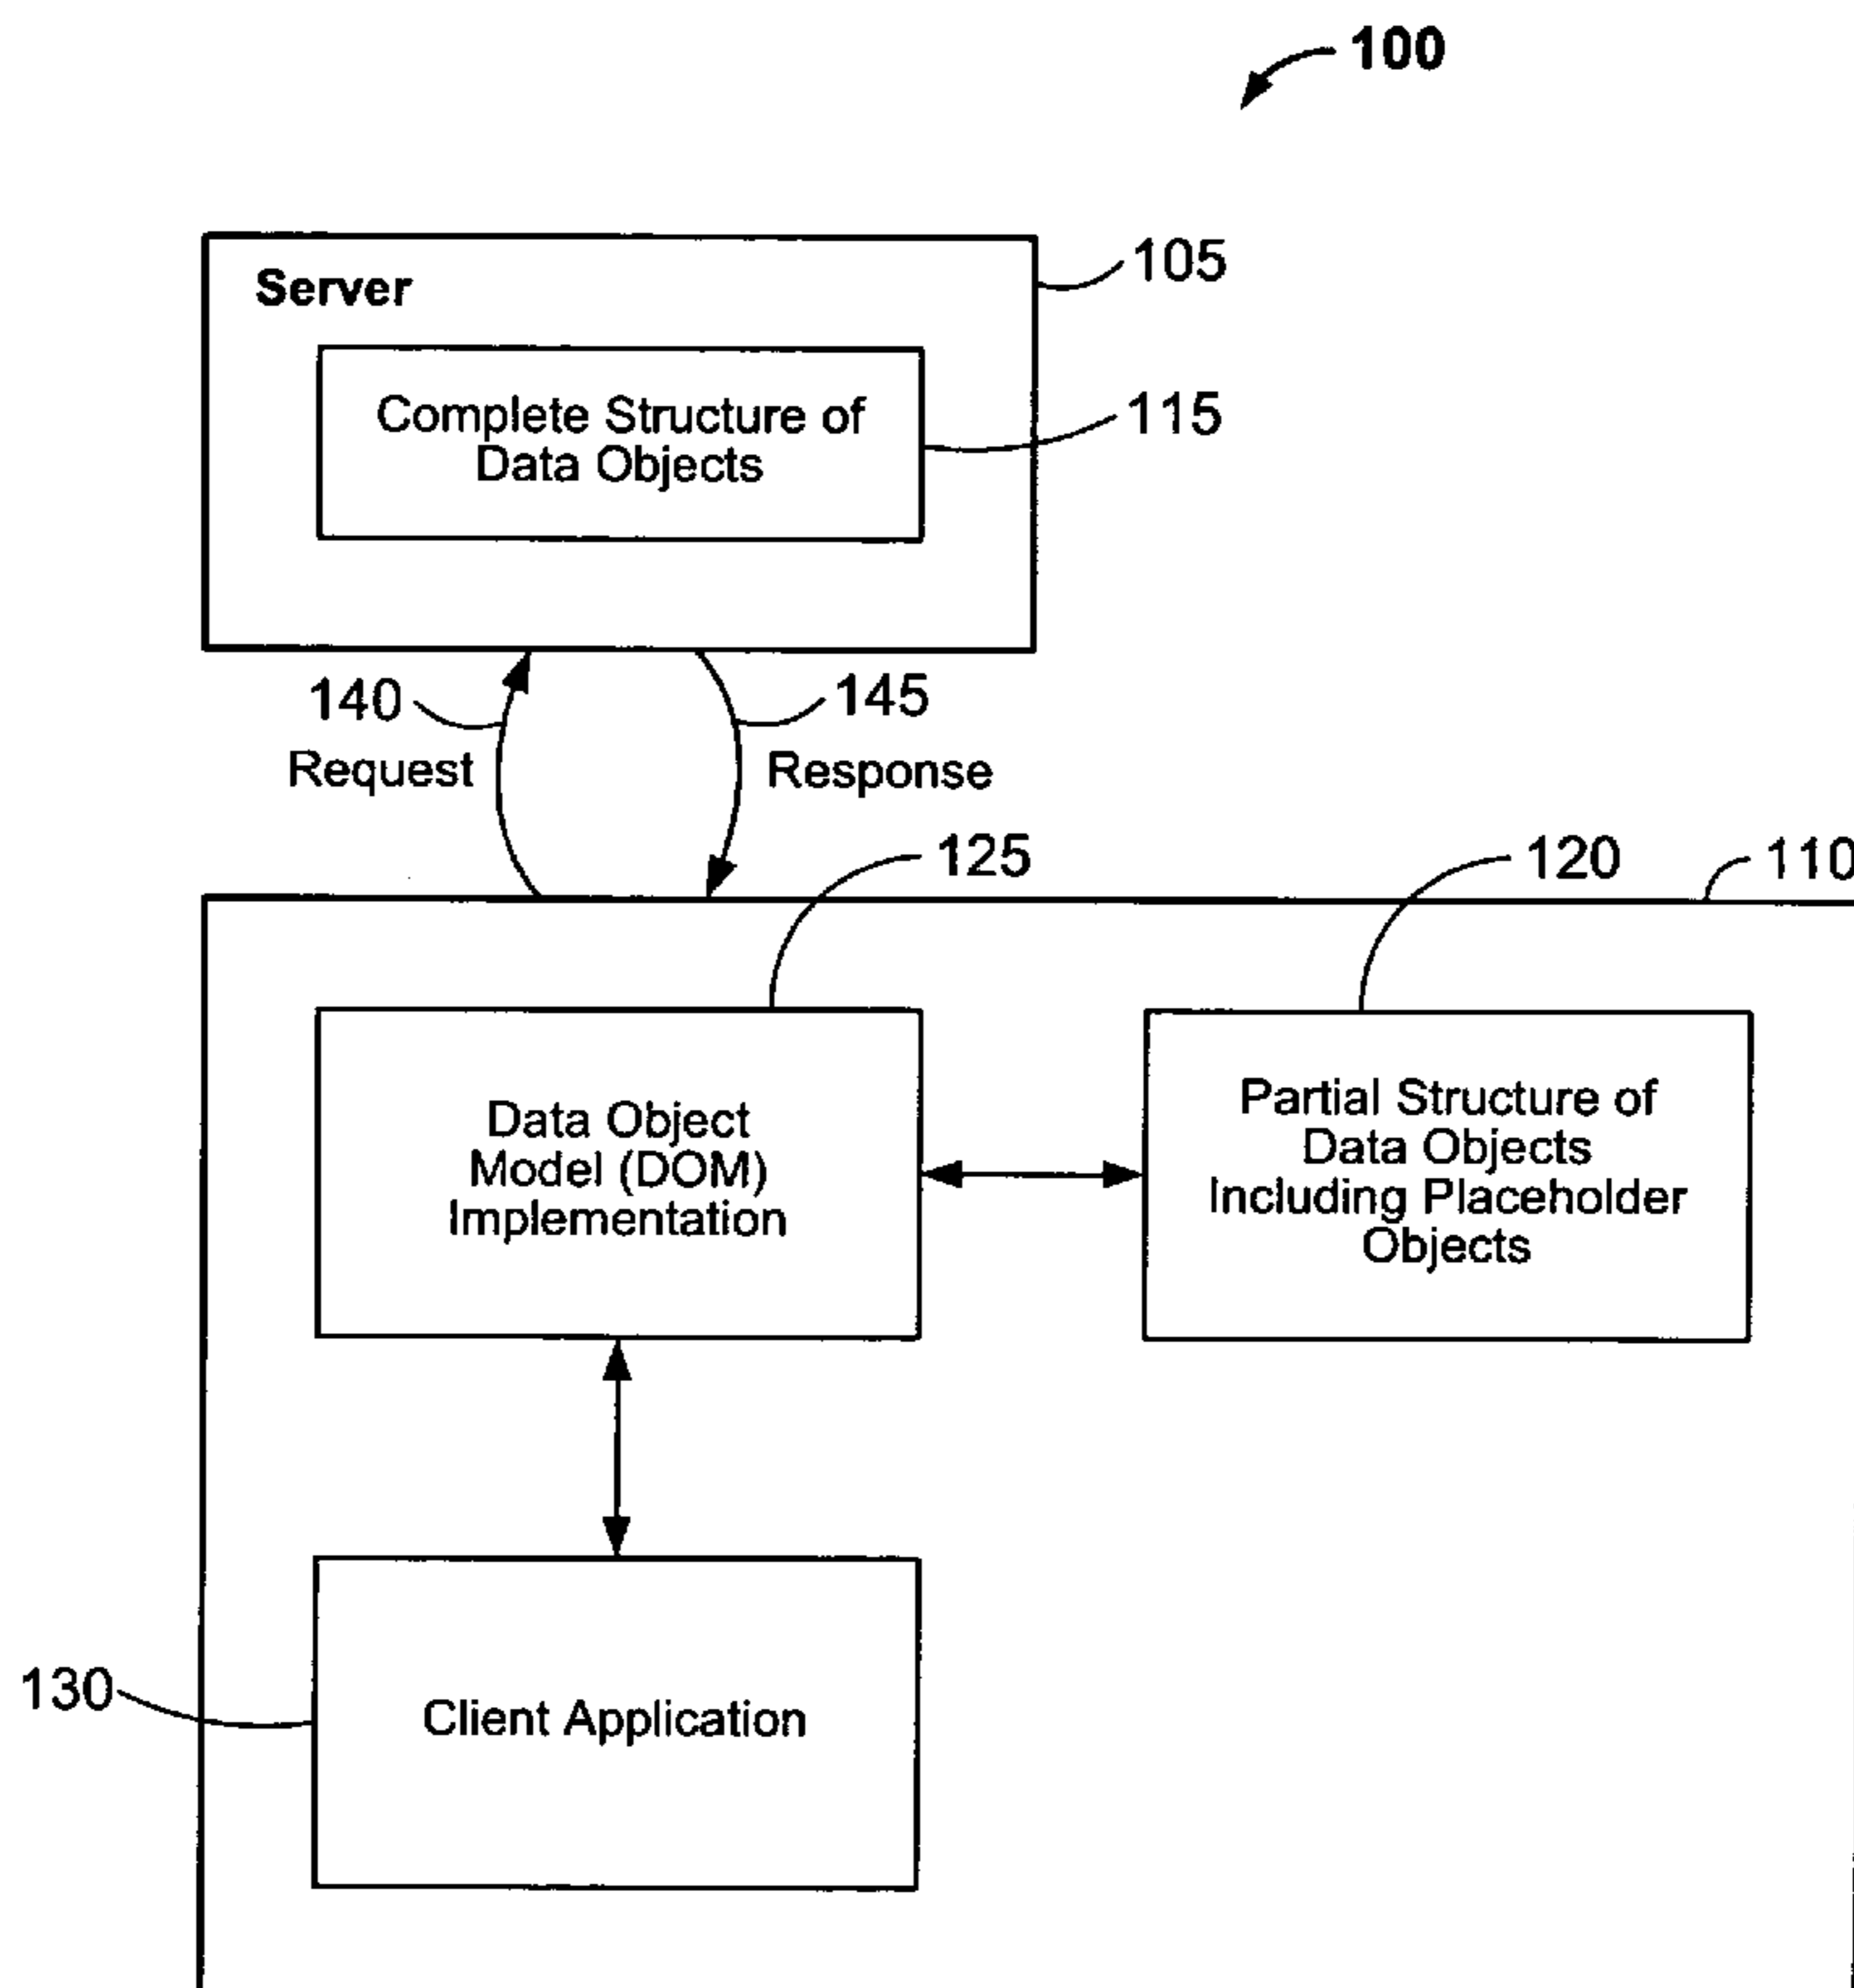 100
Server
105
Complete Structure of
Data Objects
115
140
Request
145
Response
125
120
110
Data Object
Model (DOM)
Implementation
Partial Structure of
Data Objects
Including Placeholder
Objects
130
Client Application